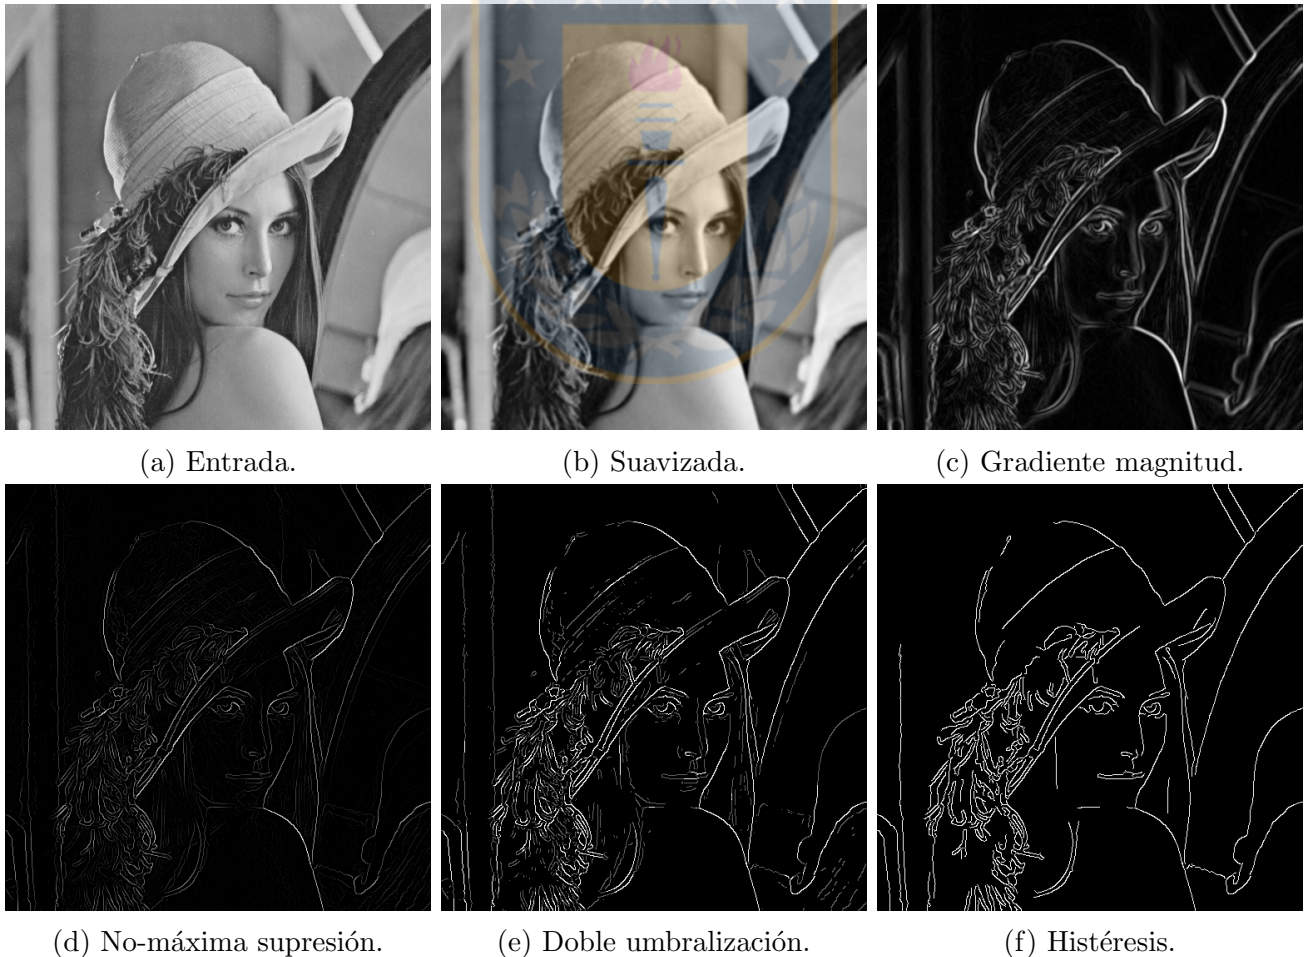 (a) Entrada.
(b) Suavizada.
(c) Gradiente magnitud.
(d) No-máxima supresión.
(e) Doble umbralización.
(f) Histéresis.